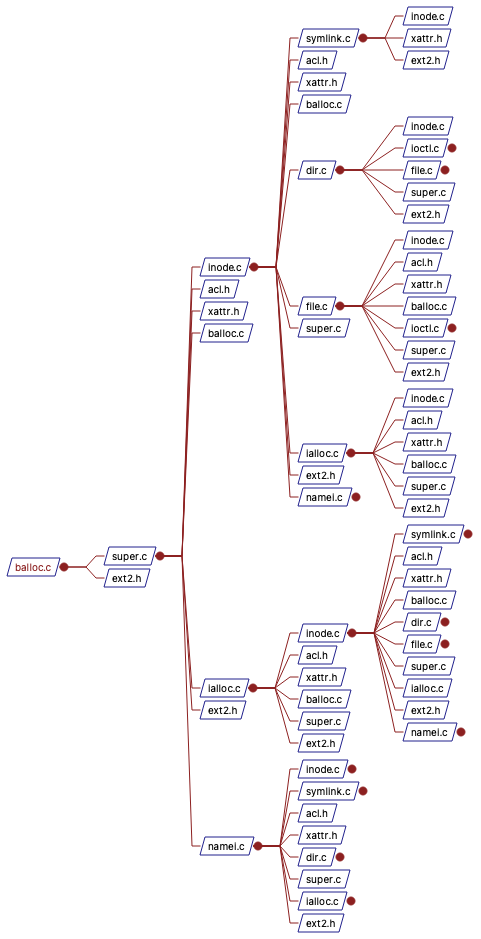 inode.c
symlink.c
xattr.h
acl.h
ext2.h
xattr.h
balloc.c
inode.c
ioctl.c
dir.c
file.c
super.c
ext2.h
inode.c
acl.h
inode.c
xattr.h
acl.h
file.c
balloc.c
xattr.h
super.c
ioctl.c
balloc.c
super.c
ext2.h
inode.c
acl.h
xattr.h
ialloc.c
balloc.c
ext2.h
super.c
namei.c
ext2.h
symlink.c
super.c
acl.h
balloc.c
ext2.h
xattr.h
balloc.c
dir.c
inode.c
file.c
acl.h
super.c
xattr.h
ialloc.c
ialloc.c
balloc.c
ext2.h
ext2.h
super.c
namei.c
ext2.h
inode.c
symlink.c
acl.h
xattr.h
namei.c
dir.c
super.c
ialloc.c
ext2.h